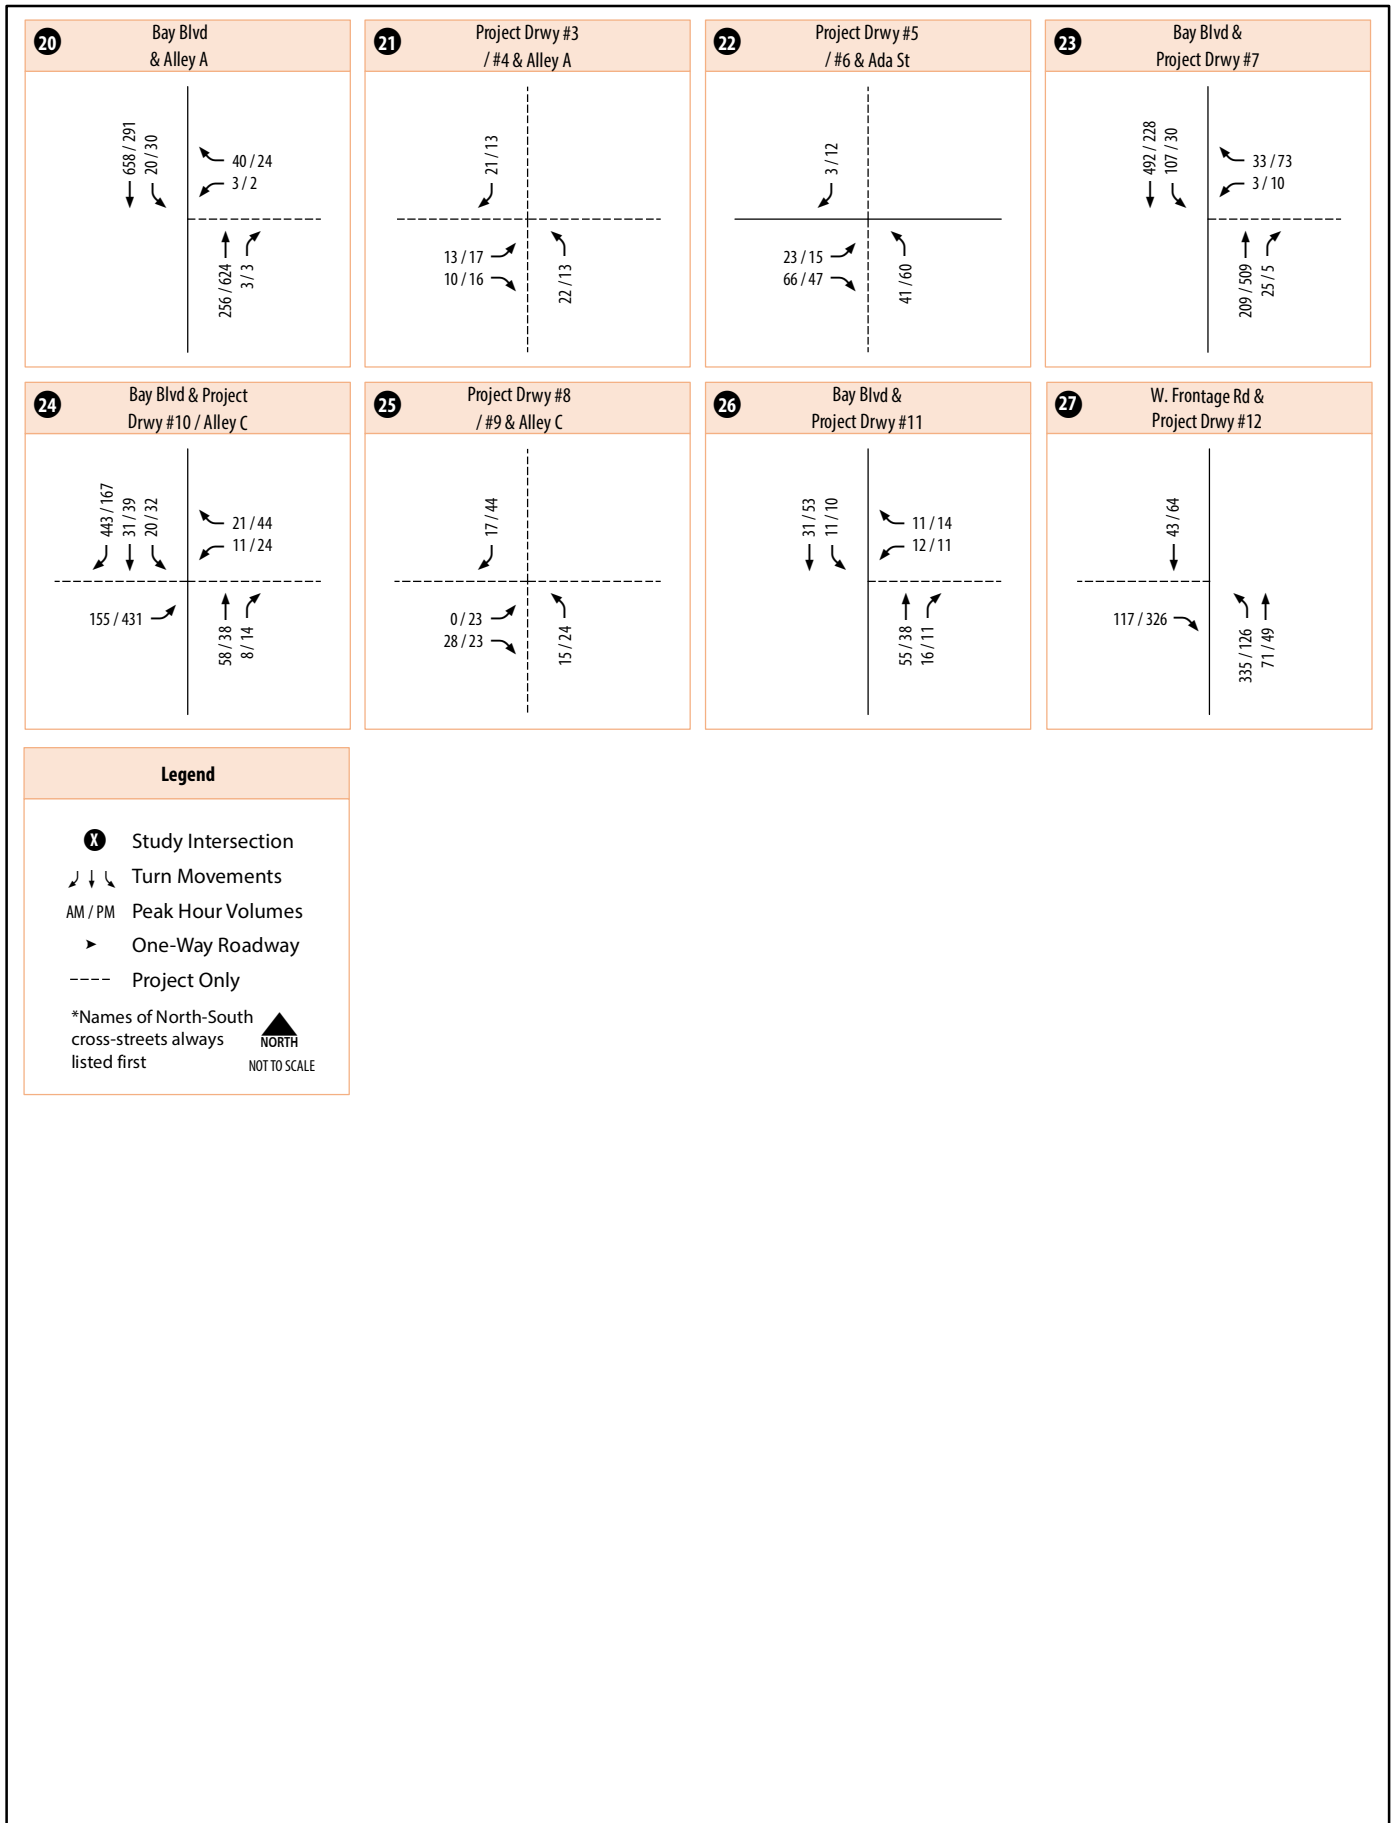 20
Bay Blvd
& Alley A
658 / 291
20 / 30
40 / 24
3 / 2
256 / 624
3 / 3
21
Project Drwy #3
/ #4 & Alley A
21 / 13
13 / 17
10 / 16
22 / 13
22
Project Drwy #5
/ #6 & Ada St
3 / 12
23 / 15
66 / 47
41 / 60
23
Bay Blvd &
Project Drwy #7
492 / 228
107 / 30
33 / 73
3 / 10
209 / 509
25 / 5
24
Bay Blvd & Project
Drwy #10 / Alley C
443 / 167
31 / 39
20 / 32
21 / 44
11 / 24
155 / 431
58 / 38
8 / 14
25
Project Drwy #8
/ #9 & Alley C
17 / 44
0 / 23
28 / 23
15 / 24
26
Bay Blvd &
Project Drwy #11
31 / 53
11 / 10
11 / 14
12 / 11
55 / 38
16 / 11
27
W. Frontage Rd &
Project Drwy #12
43 / 64
117 / 326
335 / 126
71 / 49
Legend
X Study Intersection
Turn Movements
AM / PM Peak Hour Volumes
One-Way Roadway
Project Only
*Names of North-South
cross-streets always
listed first
NORTH
NOT TO SCALE